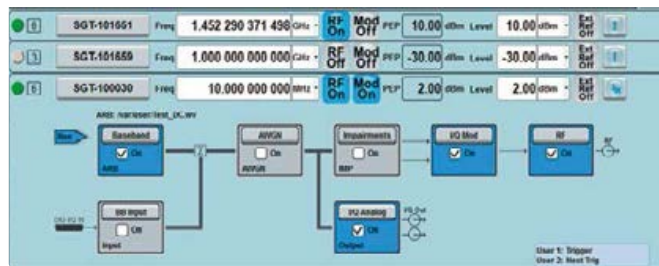 6 SGT-101661 Freq 1.452 290 371 498 GHz RF On Mod Off PEP 10.00 dBm Level 10.00 dBm Ext Ref Off
SGT-101659 Freq 1.000 000 000 000 GHz RF Off Mod Off PEP -30.00 dBm Level -30.00 dBm Ext Ref Off
6 SGT-100030 Freq 10.000 000 000 MHz RF On Mod On PEP 2.00 dBm Level 2.00 dBm Ext Ref Off
ARB:
Baseband AWGN Impairments I/Q Mod RF RF
On On On On On
ARB AWGN IMP
BB Input I/Q Analog I/Q Out
On On
Input Output
User 1: Trigger
User 2: Next Trig